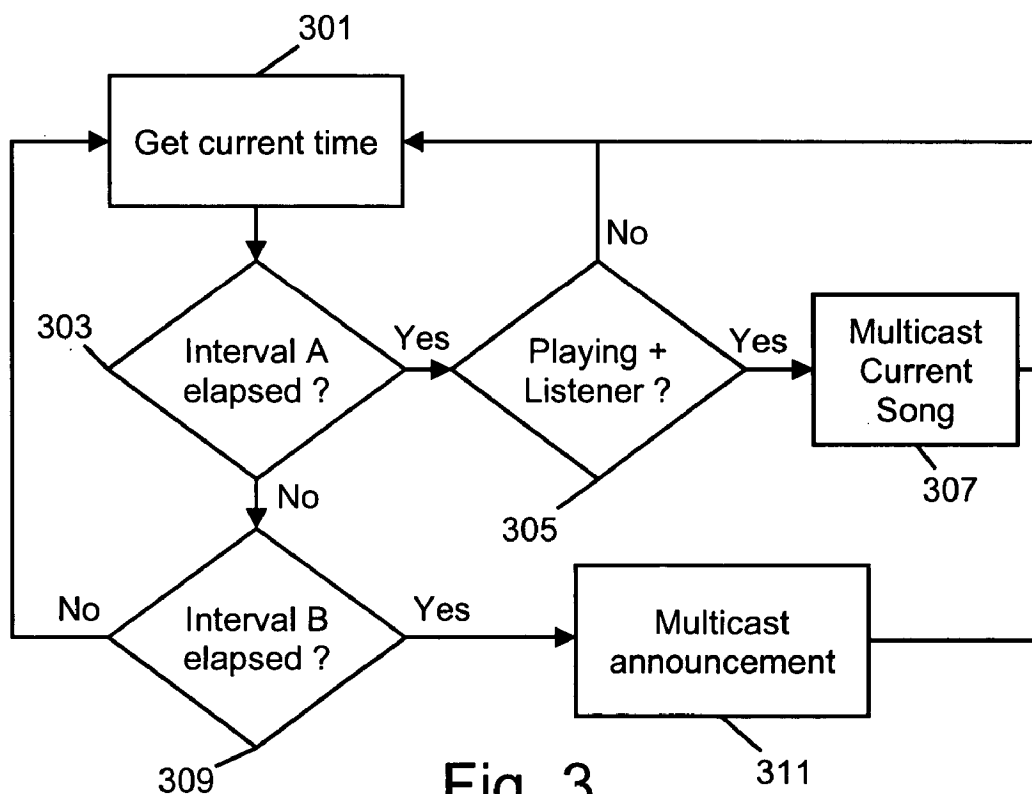 301
Get current time
No
303
Interval A
elapsed ?
Yes
Playing +
Listener ?
Yes
Multicast
Current
Song
No
305
307
No
Interval B
elapsed ?
Yes
Multicast
announcement
309
Fig. 3
311